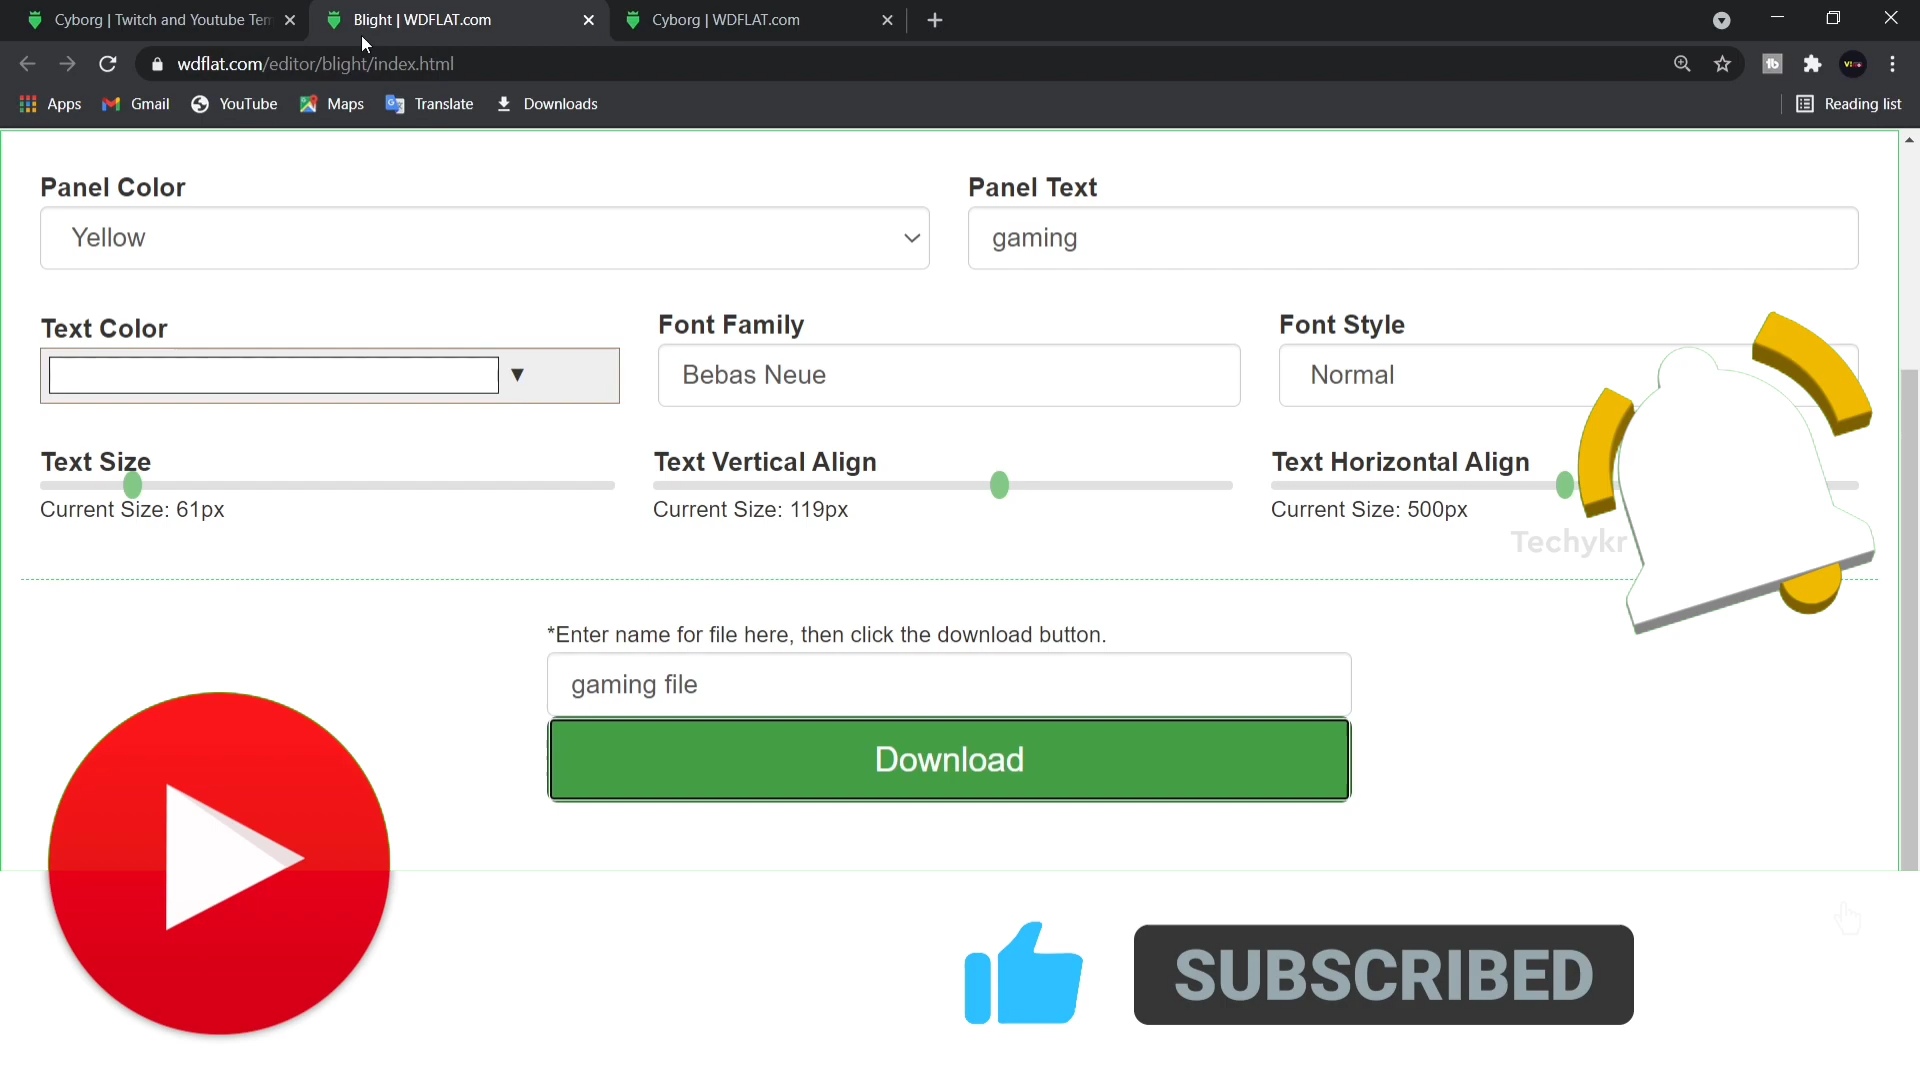 Cyborg | Twitch and Youtube Tem
Blight | WDFLAT.com
Cyborg | WDFLAT.com
wdflat.com/editor/blight/index.html
Apps
Gmail
YouTube
Maps
Translate
Downloads
Reading list
Panel Color
Panel Text
Yellow
gaming
Text Color
Font Family
Font Style
Bebas Neue
Normal
Text Size
Text Vertical Align
Text Horizontal Align
Current Size: 61px
Current Size: 119px
Current Size: 500px
Techykr
*Enter name for file here, then click the download button.
gaming file
Download
SUBSCRIBED